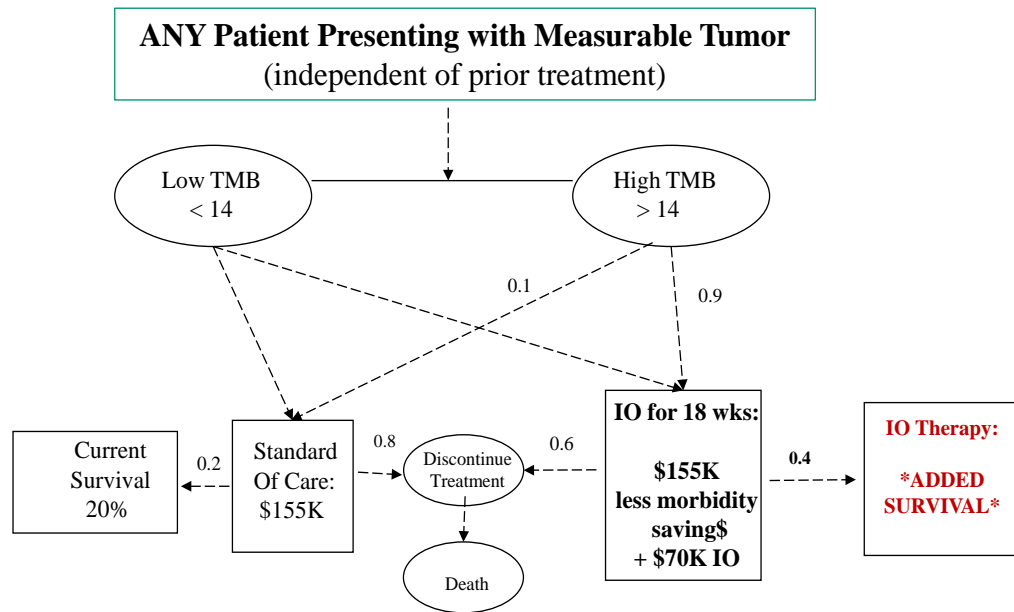 ANY Patient Presenting with Measurable Tumor
(independent of prior treatment)
Low TMB
< 14
High TMB
> 14
0.1
0.9
Current
Survival
20%
0.2
Standard
Of Care:
$155K
0.8
Discontinue
Treatment
0.6
IO for 18 wks:
$155K
less morbidity
saving$
+ $70K IO
0.4
IO Therapy:
*ADDED
SURVIVAL*
Death